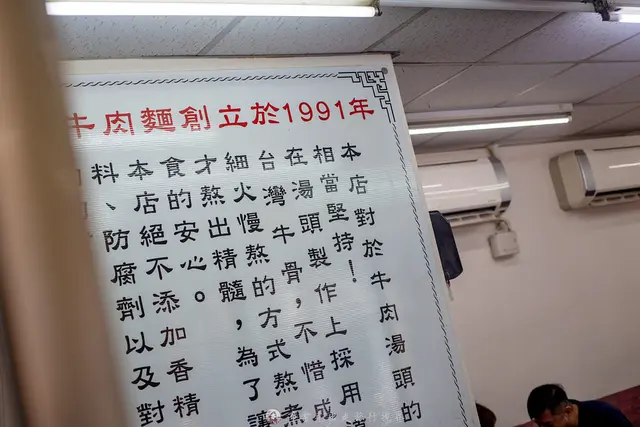 牛肉麵創立於1991年
本店對於牛肉湯頭的
相當堅持！
在湯頭製作上採用
台灣牛骨，不惜成
細火慢熬的方式熬煮
才熬出精髓，為了讓
食的安心。
本店絕不添加香精
料、防腐劑以及對